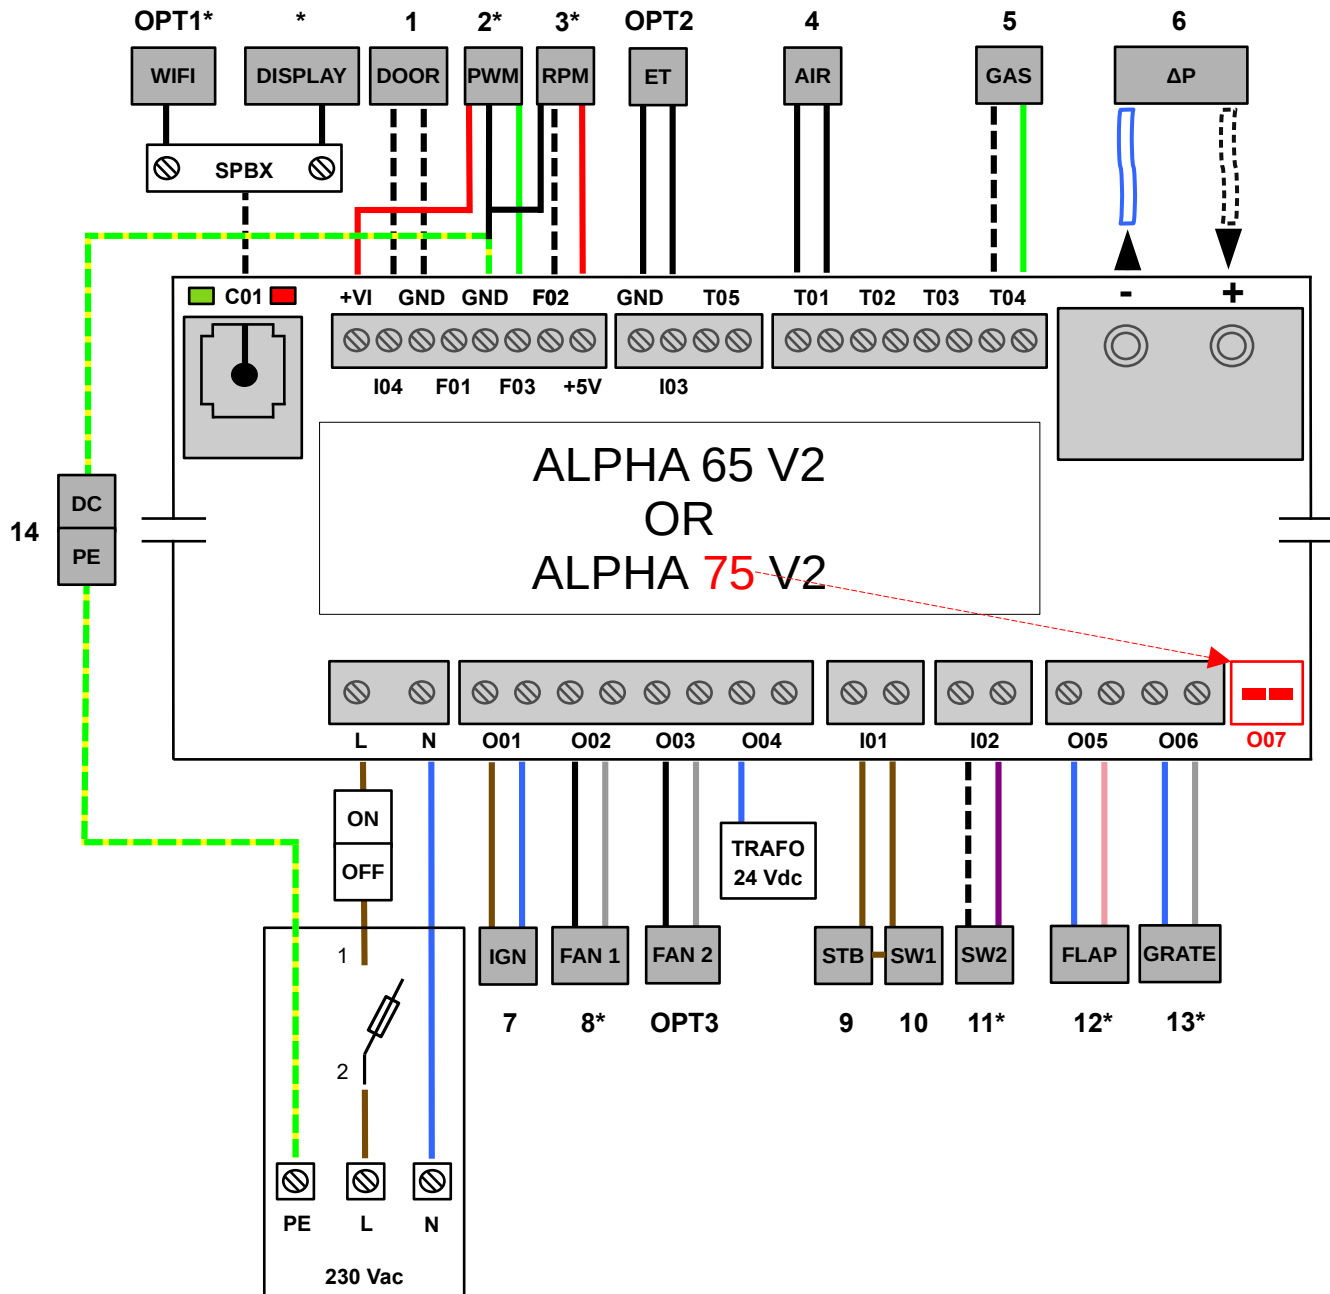 OPT1* * 1 2* 3* OPT2 4 5 6
WIFI DISPLAY DOOR PWM RPM ET AIR GAS ΔP
SPBX
C01 +VI GND GND F02 GND T05 T01 T02 T03 T04 - +
I04 F01 F03 +5V I03
ALPHA 65 V2
OR
ALPHA 75 V2
14
DC
PE
L N O01 O02 O03 O04 I01 I02 O05 O06 O07
ON
OFF
TRAFO
24 Vdc
IGN FAN 1 FAN 2 STB SW1 SW2 FLAP GRATE
7 8* OPT3 9 10 11* 12* 13*
1
2
PE L N
230 Vac